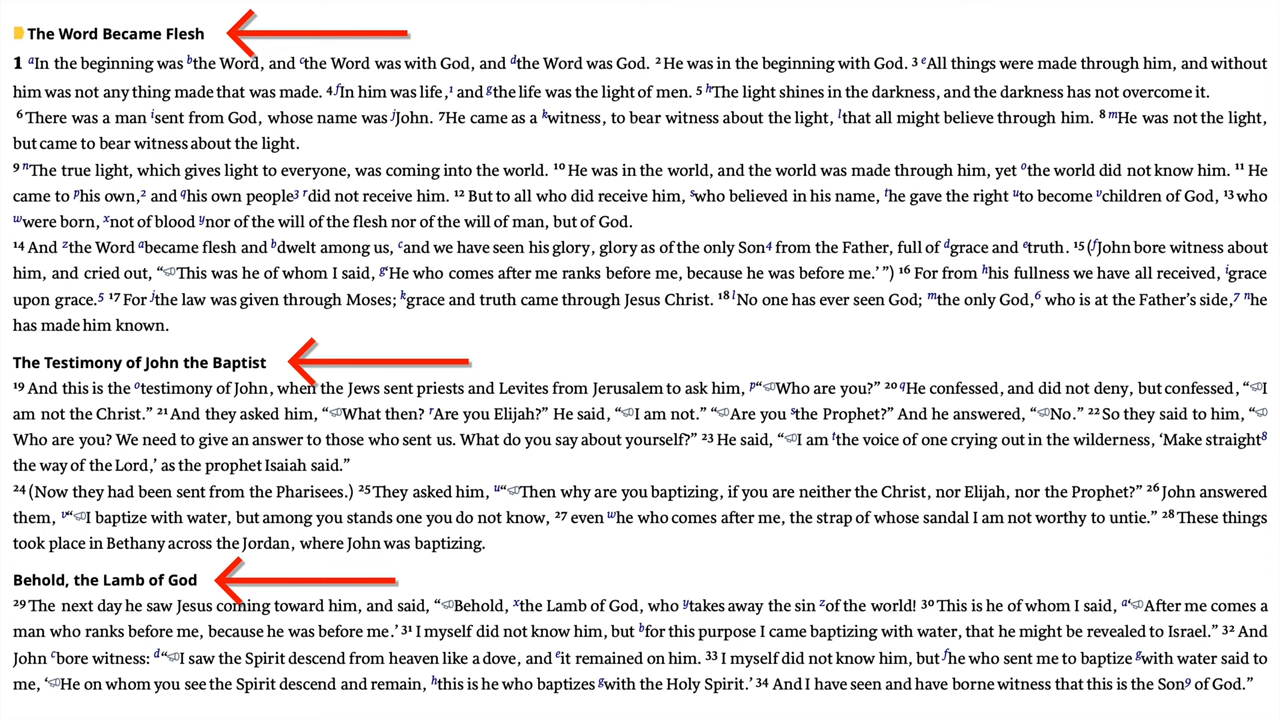 The Word Became Flesh
1 aIn the beginning was bthe Word, and cthe Word was with God, and dthe Word was God. 2 He was in the beginning with God. 3 eAll things were made through him, and without
him was not any thing made that was made. 4 fIn him was life,1 and gthe life was the light of men. 5 hThe light shines in the darkness, and the darkness has not overcome it.
6 There was a man isent from God, whose name was jJohn. 7 He came as a kwitness, to bear witness about the light, lthat all might believe through him. 8 mHe was not the light,
but came to bear witness about the light.
9 nThe true light, which gives light to everyone, was coming into the world. 10 He was in the world, and the world was made through him, yet othe world did not know him. 11 He
came to phis own,2 and qhis own people3 rdid not receive him. 12 But to all who did receive him, swho believed in his name, the gave the right uto become vchildren of God, 13 who
wwere born, xnot of blood ynor of the will of the flesh nor of the will of man, but of God.
14 And zthe Word abecame flesh and bdwelt among us, cand we have seen his glory, glory as of the only Son4 from the Father, full of dgrace and etruth. 15 (fJohn bore witness about
him, and cried out, “This was he of whom I said, g‘He who comes after me ranks before me, because he was before me.’ ”) 16 For from hhis fullness we have all received, igrace
upon grace.5 17 For jthe law was given through Moses; kgrace and truth came through Jesus Christ. 18 lNo one has ever seen God; mthe only God,6 who is at the Father’s side,7 nhe
has made him known.
The Testimony of John the Baptist
19 And this is the otestimony of John, when the Jews sent priests and Levites from Jerusalem to ask him, p“Who are you?” 20 qHe confessed, and did not deny, but confessed, “I
am not the Christ.” 21 And they asked him, “What then? rAre you Elijah?” He said, “I am not.” “Are you sthe Prophet?” And he answered, “No.” 22 So they said to him, “
Who are you? We need to give an answer to those who sent us. What do you say about yourself?” 23 He said, “I am tthe voice of one crying out in the wilderness, ‘Make straight8
the way of the Lord,’ as the prophet Isaiah said.”
24 (Now they had been sent from the Pharisees.) 25 They asked him, u“Then why are you baptizing, if you are neither the Christ, nor Elijah, nor the Prophet?” 26 John answered
them, v“I baptize with water, but among you stands one you do not know, 27 even whe who comes after me, the strap of whose sandal I am not worthy to untie.” 28 These things
took place in Bethany across the Jordan, where John was baptizing.
Behold, the Lamb of God
29 The next day he saw Jesus coming toward him, and said, “Behold, xthe Lamb of God, who ytakes away the sin zof the world! 30 This is he of whom I said, a‘After me comes a
man who ranks before me, because he was before me.’ 31 I myself did not know him, but bfor this purpose I came baptizing with water, that he might be revealed to Israel.” 32 And
John cbore witness: d“I saw the Spirit descend from heaven like a dove, and eit remained on him. 33 I myself did not know him, but fhe who sent me to baptize gwith water said to
me, ‘He on whom you see the Spirit descend and remain, hthis is he who baptizes gwith the Holy Spirit.’ 34 And I have seen and have borne witness that this is the Son9 of God.”